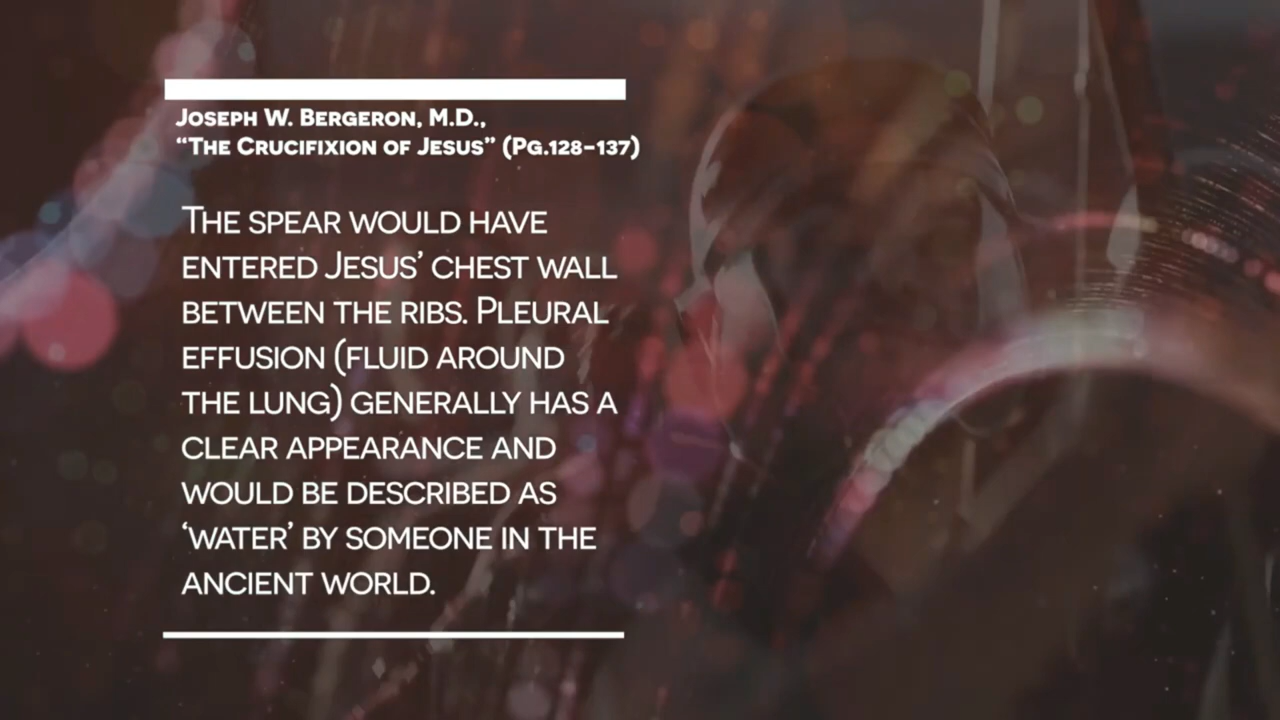 Joseph W. Bergeron, M.D.,
“The Crucifixion of Jesus” (Pg.128-137)
The spear would have
entered Jesus’ chest wall
between the ribs. Pleural
effusion (fluid around
the lung) generally has a
clear appearance and
would be described as
‘water’ by someone in the
ancient world.